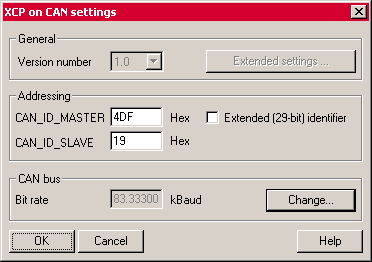 XCP on CAN settings
General
Version number 1.0 Extended settings ...
Addressing
CAN_ID_MASTER 4DF Hex Extended (29-bit) identifier
CAN_ID_SLAVE 19 Hex
CAN bus
Bit rate 83.33300 kBaud Change...
OK Cancel Help